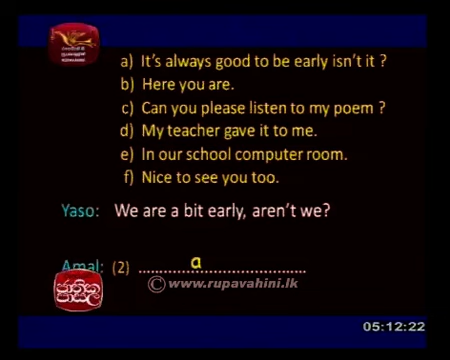 a) It's always good to be early isn't it ?
b) Here you are.
c) Can you please listen to my poem ?
d) My teacher gave it to me.
e) In our school computer room.
f) Nice to see you too.
Yaso: We are a bit early, aren't we?
Amal: (2) ......a......
ජාතික
පාසල
© www.rupavahini.lk
05:12:22